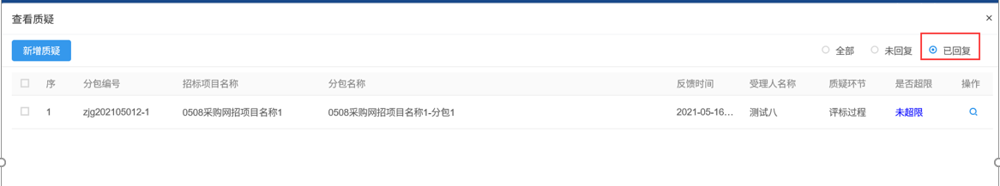 查看质疑 ×
新增质疑 全部 未回复 已回复
序 分包编号 招标项目名称 分包名称 反馈时间 受理人名称 质疑环节 是否超限 操作
1 zjg202105012-1 0508采购网招项目名称1 0508采购网招项目名称1-分包1 2021-05-16... 测试八 评标过程 未超限